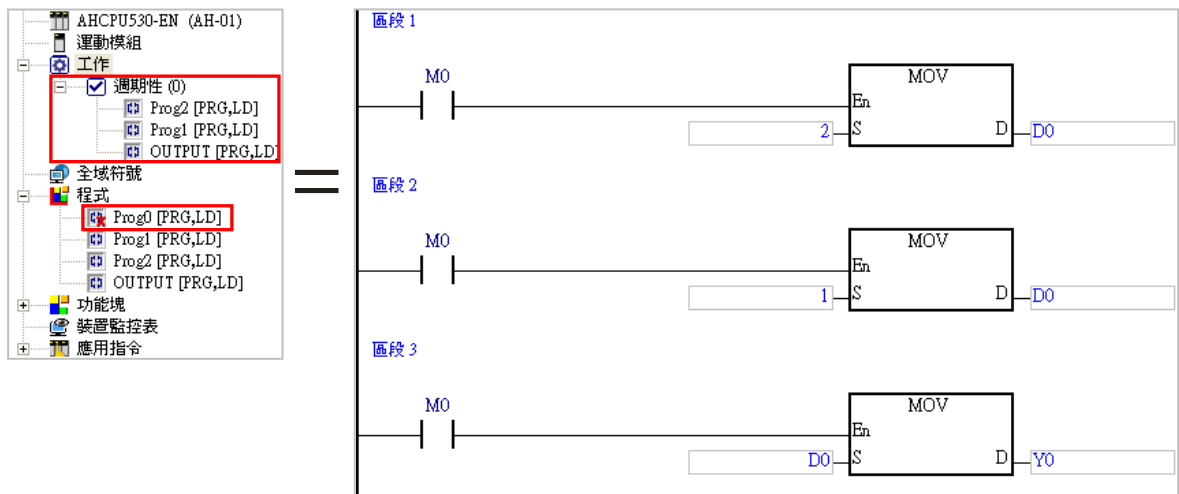 AHCPU530-EN (AH-01)
運動模組
工作
週期性 (0)
Prog2 [PRG,LD]
Prog1 [PRG,LD]
OUTPUT [PRG,LD]
全域符號
程式
Prog0 [PRG,LD]
Prog1 [PRG,LD]
Prog2 [PRG,LD]
OUTPUT [PRG,LD]
功能塊
裝置監控表
應用指令
區段 1
M0
MOV
En
2 S D D0
區段 2
M0
MOV
En
1 S D D0
區段 3
M0
MOV
En
D0 S D Y0